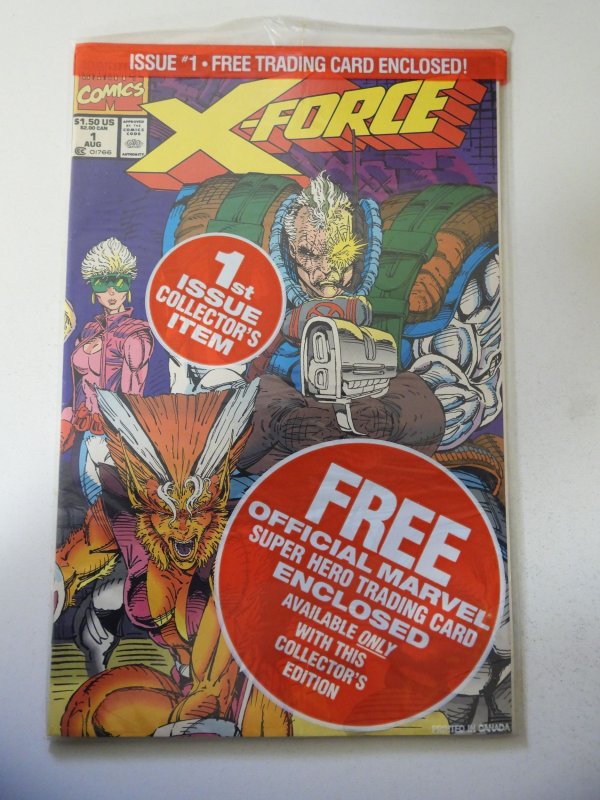 ISSUE #1 • FREE TRADING CARD ENCLOSED!
COMICS
M
X-FORCE
$1.50 US
$2.00 CAN
1
AUG
CC 01766
APPROVED
BY THE
COMICS
CODE
AUTHORITY
1st
ISSUE
COLLECTOR'S
ITEM
FREE
OFFICIAL MARVEL
SUPER HERO TRADING CARD
ENCLOSED
AVAILABLE ONLY
WITH THIS
COLLECTOR'S
EDITION
PRINTED IN CANADA